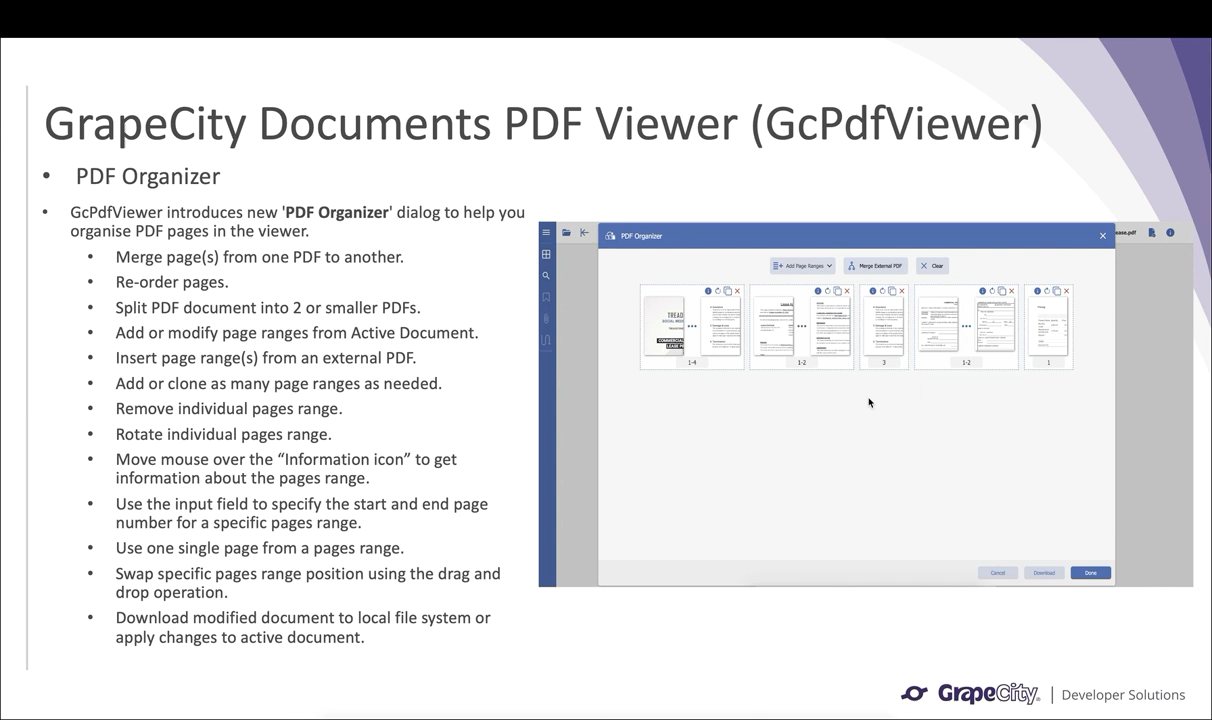 GrapeCity Documents PDF Viewer (GcPdfViewer)
• PDF Organizer
• GcPdfViewer introduces new 'PDF Organizer' dialog to help you
organise PDF pages in the viewer.
• Merge page(s) from one PDF to another.
• Re-order pages.
• Split PDF document into 2 or smaller PDFs.
• Add or modify page ranges from Active Document.
• Insert page range(s) from an external PDF.
• Add or clone as many page ranges as needed.
• Remove individual pages range.
• Rotate individual pages range.
• Move mouse over the “Information icon” to get
information about the pages range.
• Use the input field to specify the start and end page
number for a specific pages range.
• Use one single page from a pages range.
• Swap specific pages range position using the drag and
drop operation.
• Download modified document to local file system or
apply changes to active document.
PDF Organizer
ease.pdf
Add Page Ranges
Merge External PDF
Clear
TREAD
SOCIAL MED
COMMERCIAL
LEASE
1-4
1-2
3
1-2
1
Cancel
Download
Done
GrapeCity | Developer Solutions